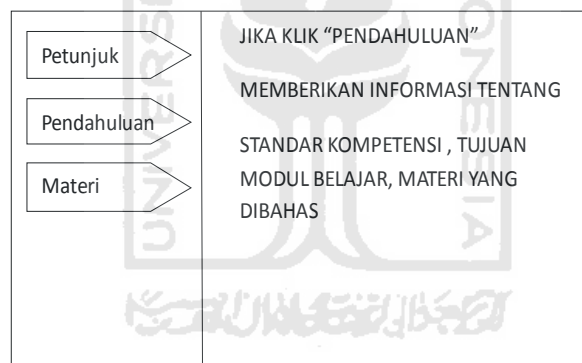 Petunjuk
Pendahuluan
Materi
JIKA KLIK “PENDAHULUAN”
MEMBERIKAN INFORMASI TENTANG
STANDAR KOMPETENSI , TUJUAN
MODUL BELAJAR, MATERI YANG
DIBAHAS